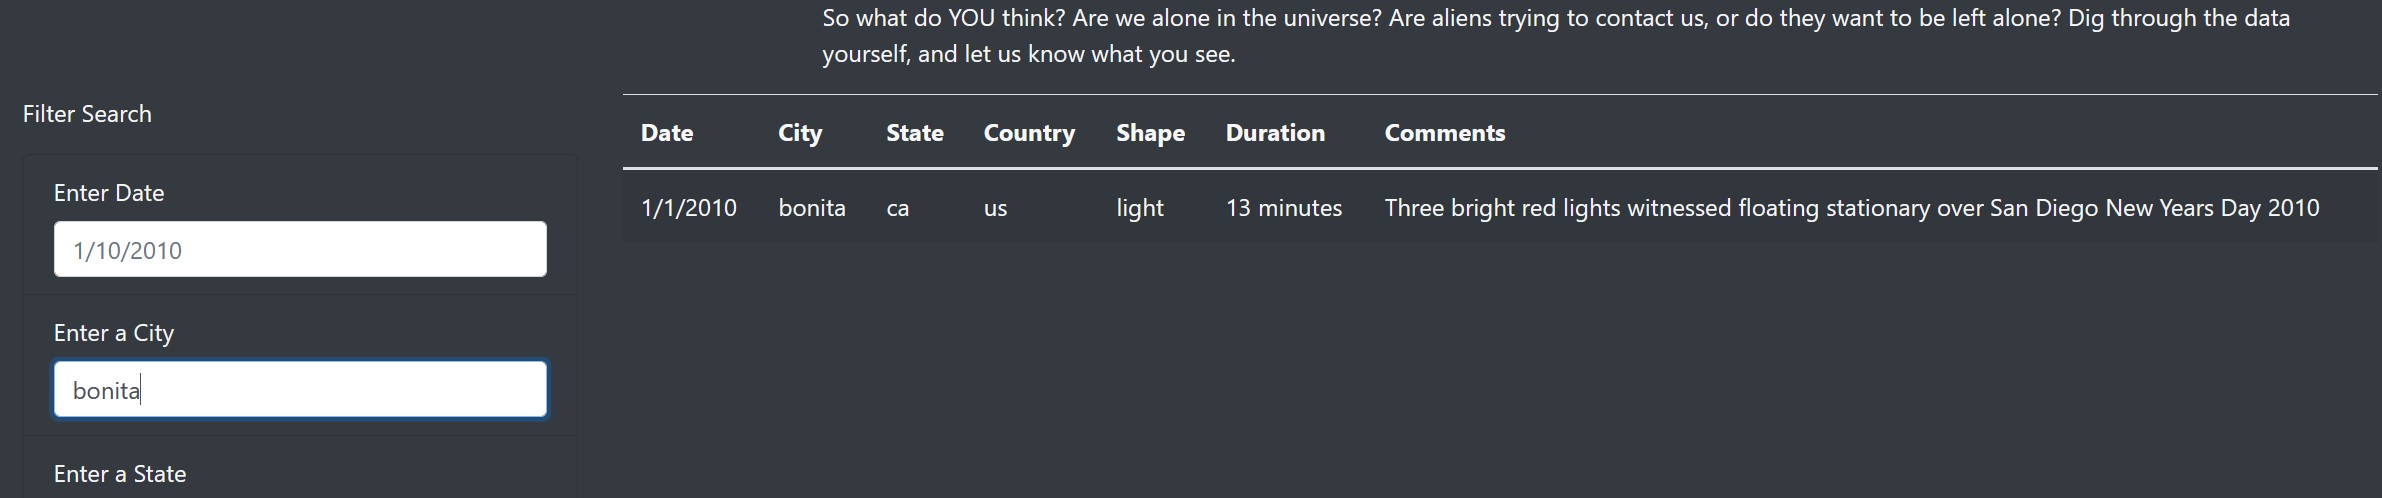 So what do YOU think? Are we alone in the universe? Are aliens trying to contact us, or do they want to be left alone? Dig through the data
yourself, and let us know what you see.
Filter Search
Enter Date
1/10/2010
Enter a City
bonita
Enter a State
Date City State Country Shape Duration Comments
1/1/2010 bonita ca us light 13 minutes Three bright red lights witnessed floating stationary over San Diego New Years Day 2010